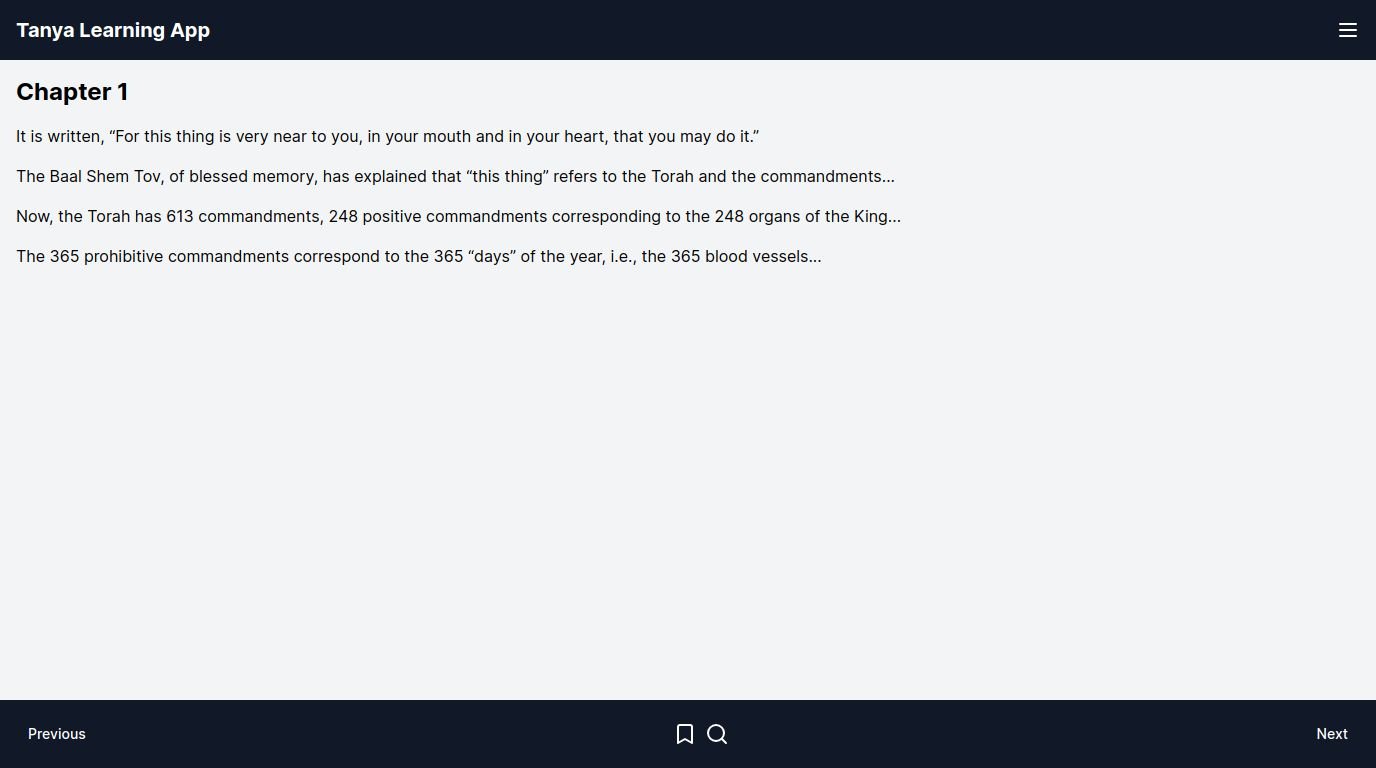 Tanya Learning App
Chapter 1
It is written, “For this thing is very near to you, in your mouth and in your heart, that you may do it.”
The Baal Shem Tov, of blessed memory, has explained that “this thing” refers to the Torah and the commandments...
Now, the Torah has 613 commandments, 248 positive commandments corresponding to the 248 organs of the King...
The 365 prohibitive commandments correspond to the 365 “days” of the year, i.e., the 365 blood vessels...
Previous
Next